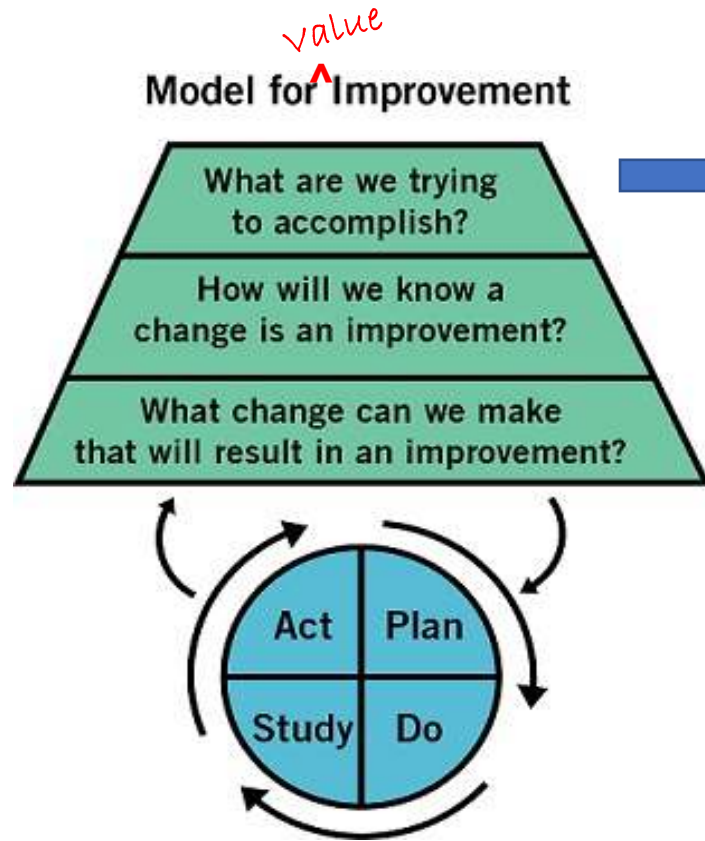 value
^
Model for Improvement
What are we trying
to accomplish?
How will we know a
change is an improvement?
What change can we make
that will result in an improvement?
Act Plan
Study Do